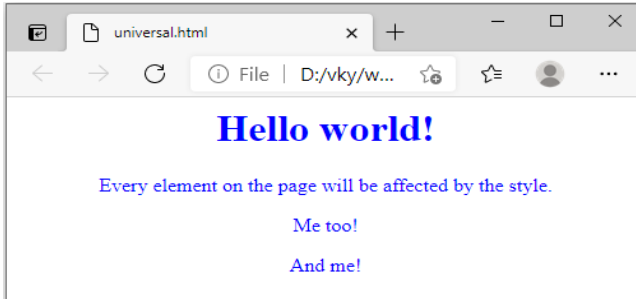 universal.html
File | D:/vky/w...
Hello world!
Every element on the page will be affected by the style.
Me too!
And me!